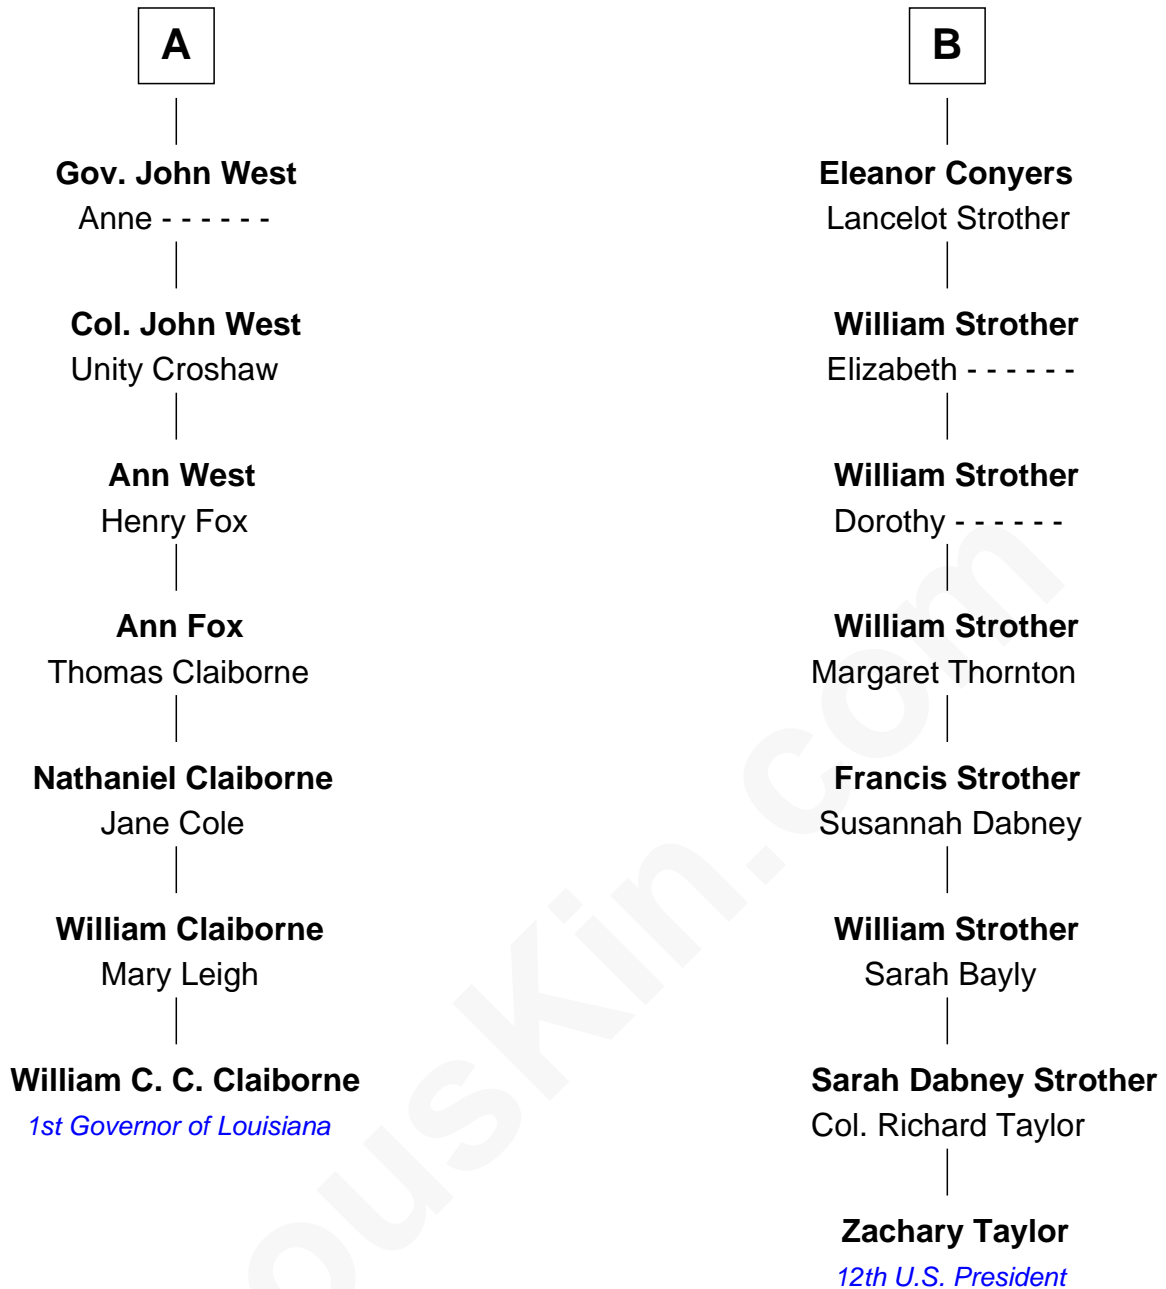 A
Gov. John West
Anne - - - - - -
Col. John West
Unity Croshaw
Ann West
Henry Fox
Ann Fox
Thomas Claiborne
Nathaniel Claiborne
Jane Cole
William Claiborne
Mary Leigh
William C. C. Claiborne
1st Governor of Louisiana
B
Eleanor Conyers
Lancelot Strother
William Strother
Elizabeth - - - - - -
William Strother
Dorothy - - - - - -
William Strother
Margaret Thornton
Francis Strother
Susannah Dabney
William Strother
Sarah Bayly
Sarah Dabney Strother
Col. Richard Taylor
Zachary Taylor
12th U.S. President
ousKin.com